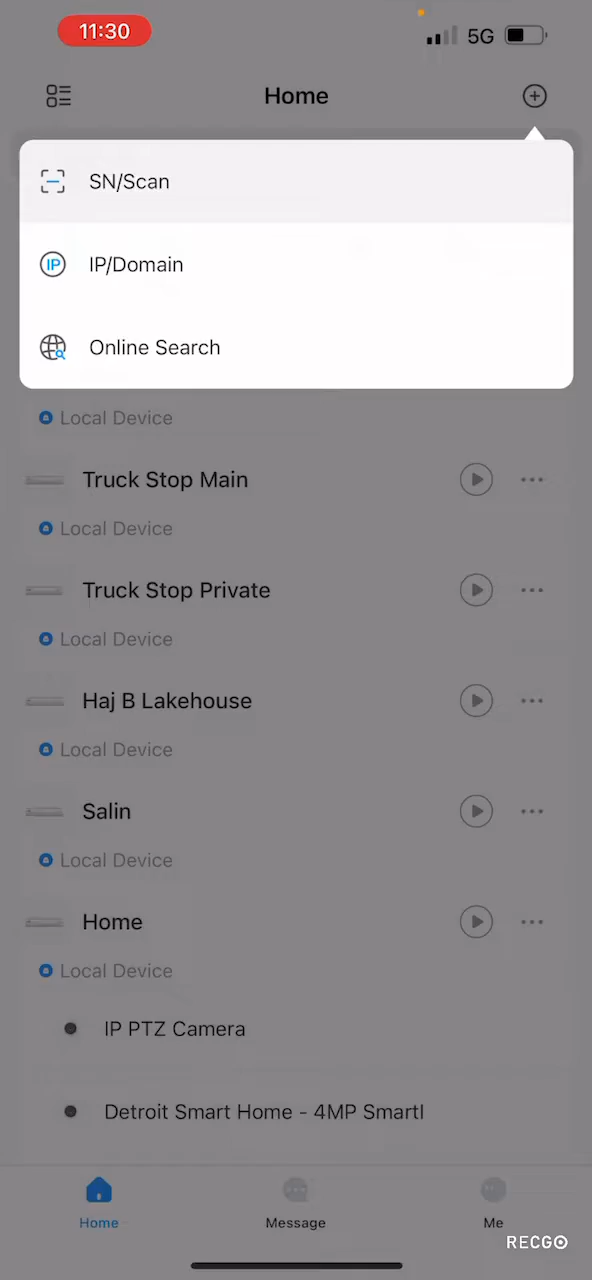 11:30
5G
Home
SN/Scan
IP
IP/Domain
Online Search
Local Device
Truck Stop Main
Local Device
Truck Stop Private
Local Device
Haj B Lakehouse
Local Device
Salin
Local Device
Home
Local Device
IP PTZ Camera
Detroit Smart Home - 4MP SmartI
Home
Message
Me
RECGO